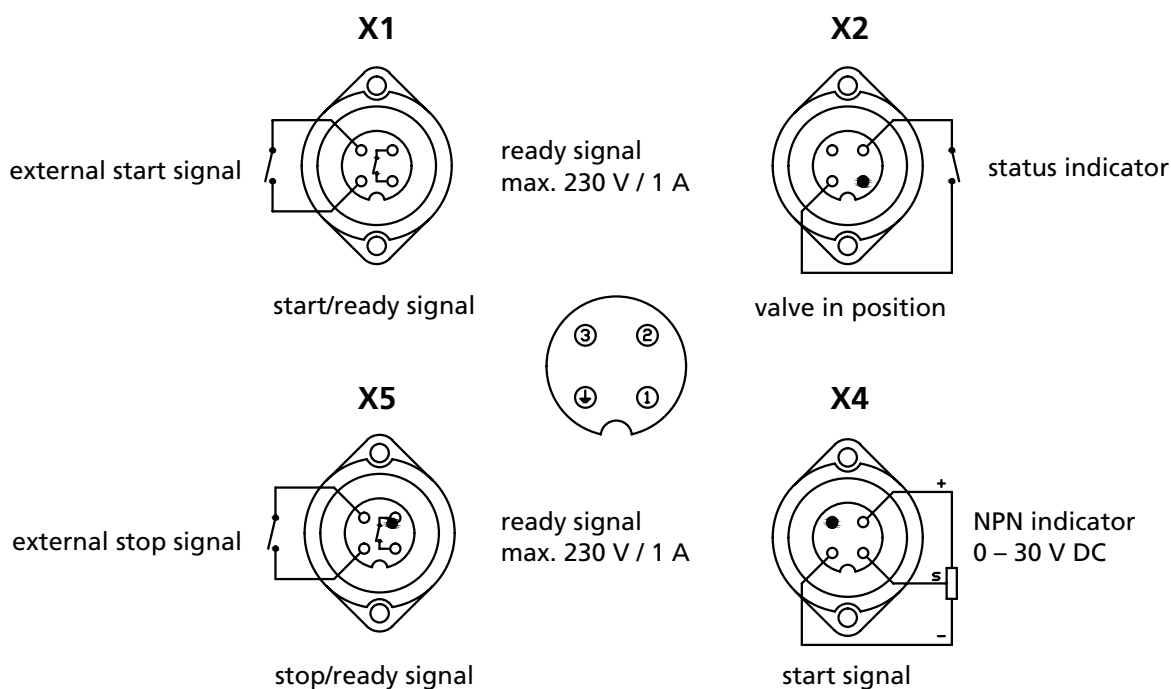 X1
X2
external start signal
ready signal
max. 230 V / 1 A
status indicator
start/ready signal
valve in position
3
2
1
X5
X4
external stop signal
ready signal
max. 230 V / 1 A
+
NPN indicator
0 – 30 V DC
s
–
stop/ready signal
start signal